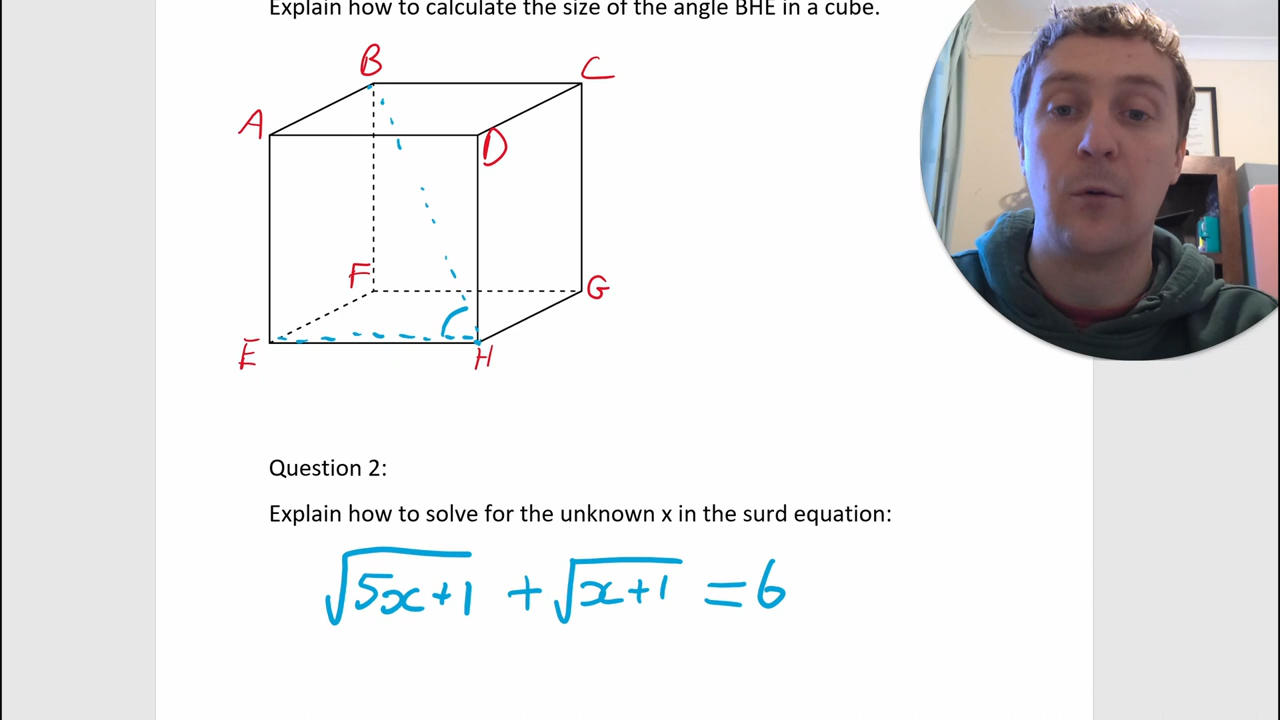 Explain how to calculate the size of the angle BHE in a cube.
B
C
A
D
F
G
E
H
Question 2:
Explain how to solve for the unknown x in the surd equation:
√5x+1 + √x+1 = 6